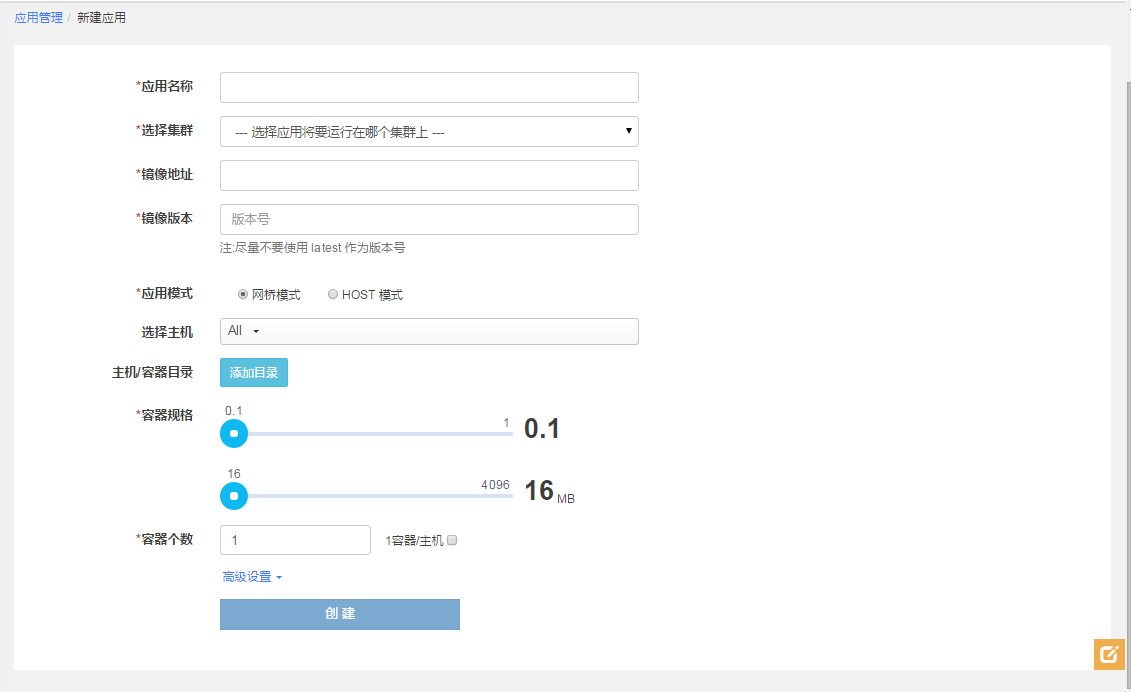 应用管理 / 新建应用
*应用名称
*选择集群 --- 选择应用将要运行在哪个集群上 ---
*镜像地址
*镜像版本 版本号
注:尽量不要使用 latest 作为版本号
*应用模式 网桥模式 HOST 模式
选择主机 All
主机/容器目录 添加目录
*容器规格 0.1 1 0.1
16 4096 16 MB
*容器个数 1 1容器/主机
高级设置
创 建